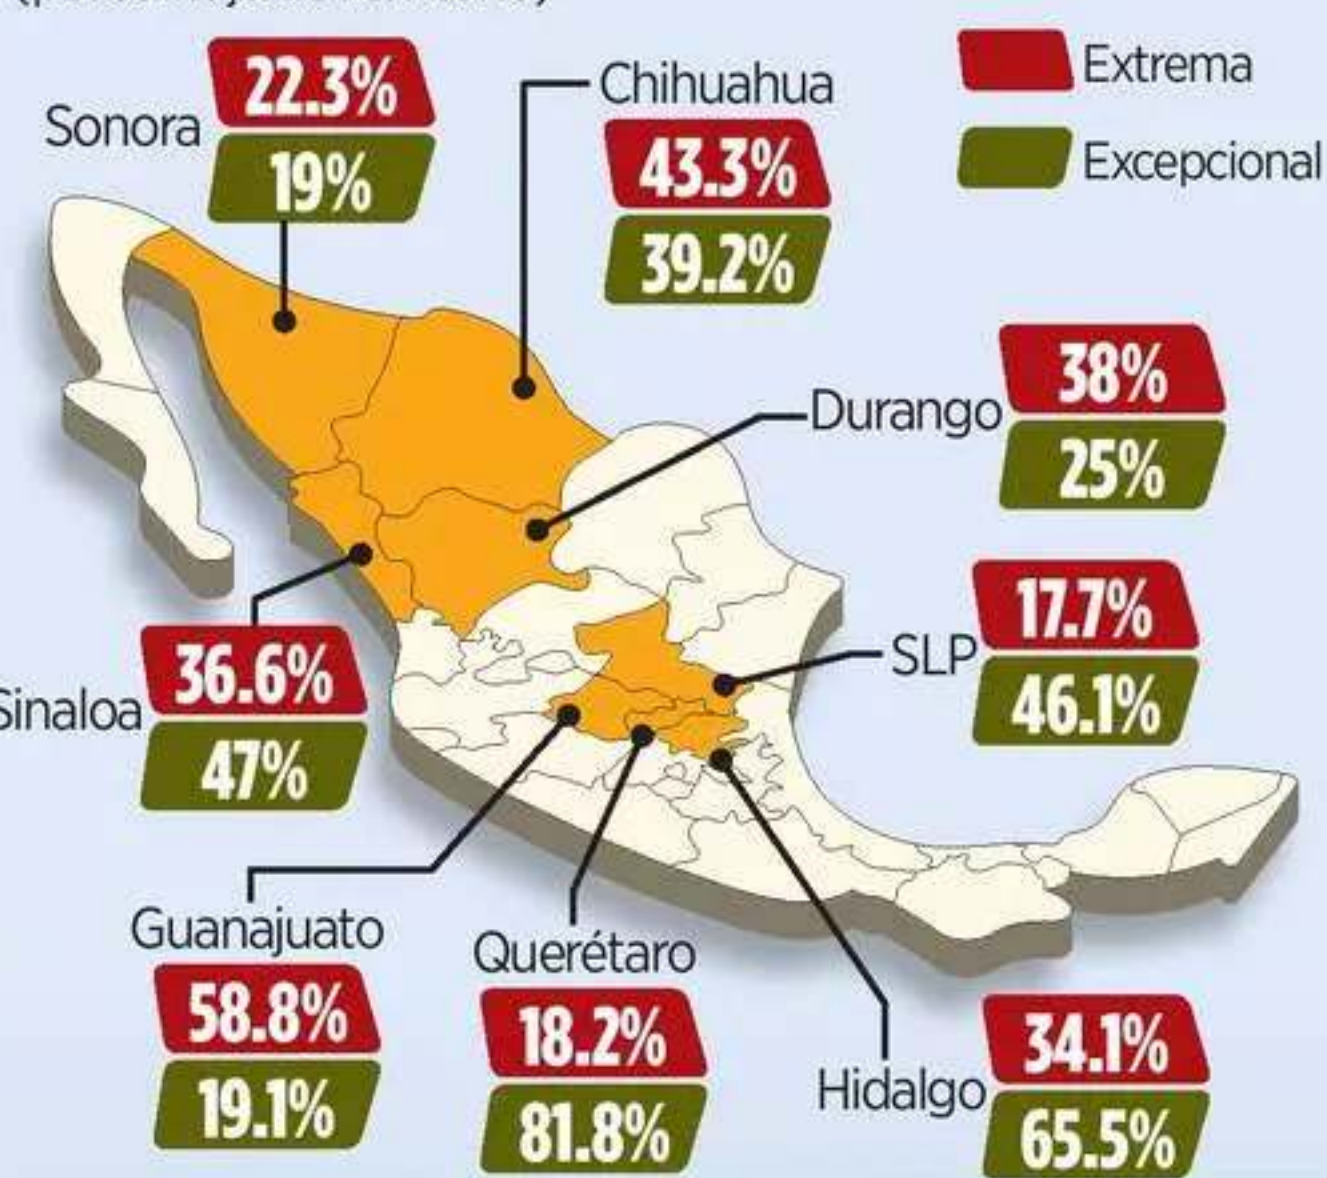 Extrema
Excepcional
Sonora
22.3%
19%
Chihuahua
43.3%
39.2%
Durango
38%
25%
SLP
17.7%
46.1%
Sinaloa
36.6%
47%
Guanajuato
58.8%
19.1%
Querétaro
18.2%
81.8%
Hidalgo
34.1%
65.5%